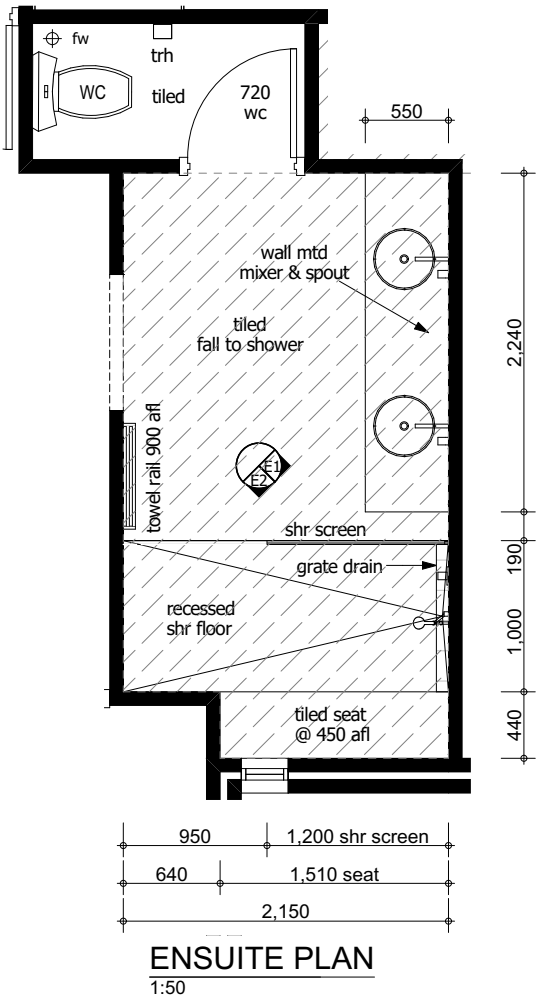 fw
trh
WC
tiled
720
wc
550
wall mtd
mixer & spout
tiled
fall to shower
2,240
towel rail 900 afl
E1
E2
shr screen
grate drain
190
recessed
shr floor
1,000
tiled seat
@ 450 afl
440
950
1,200 shr screen
640
1,510 seat
2,150
ENSUITE PLAN
1:50